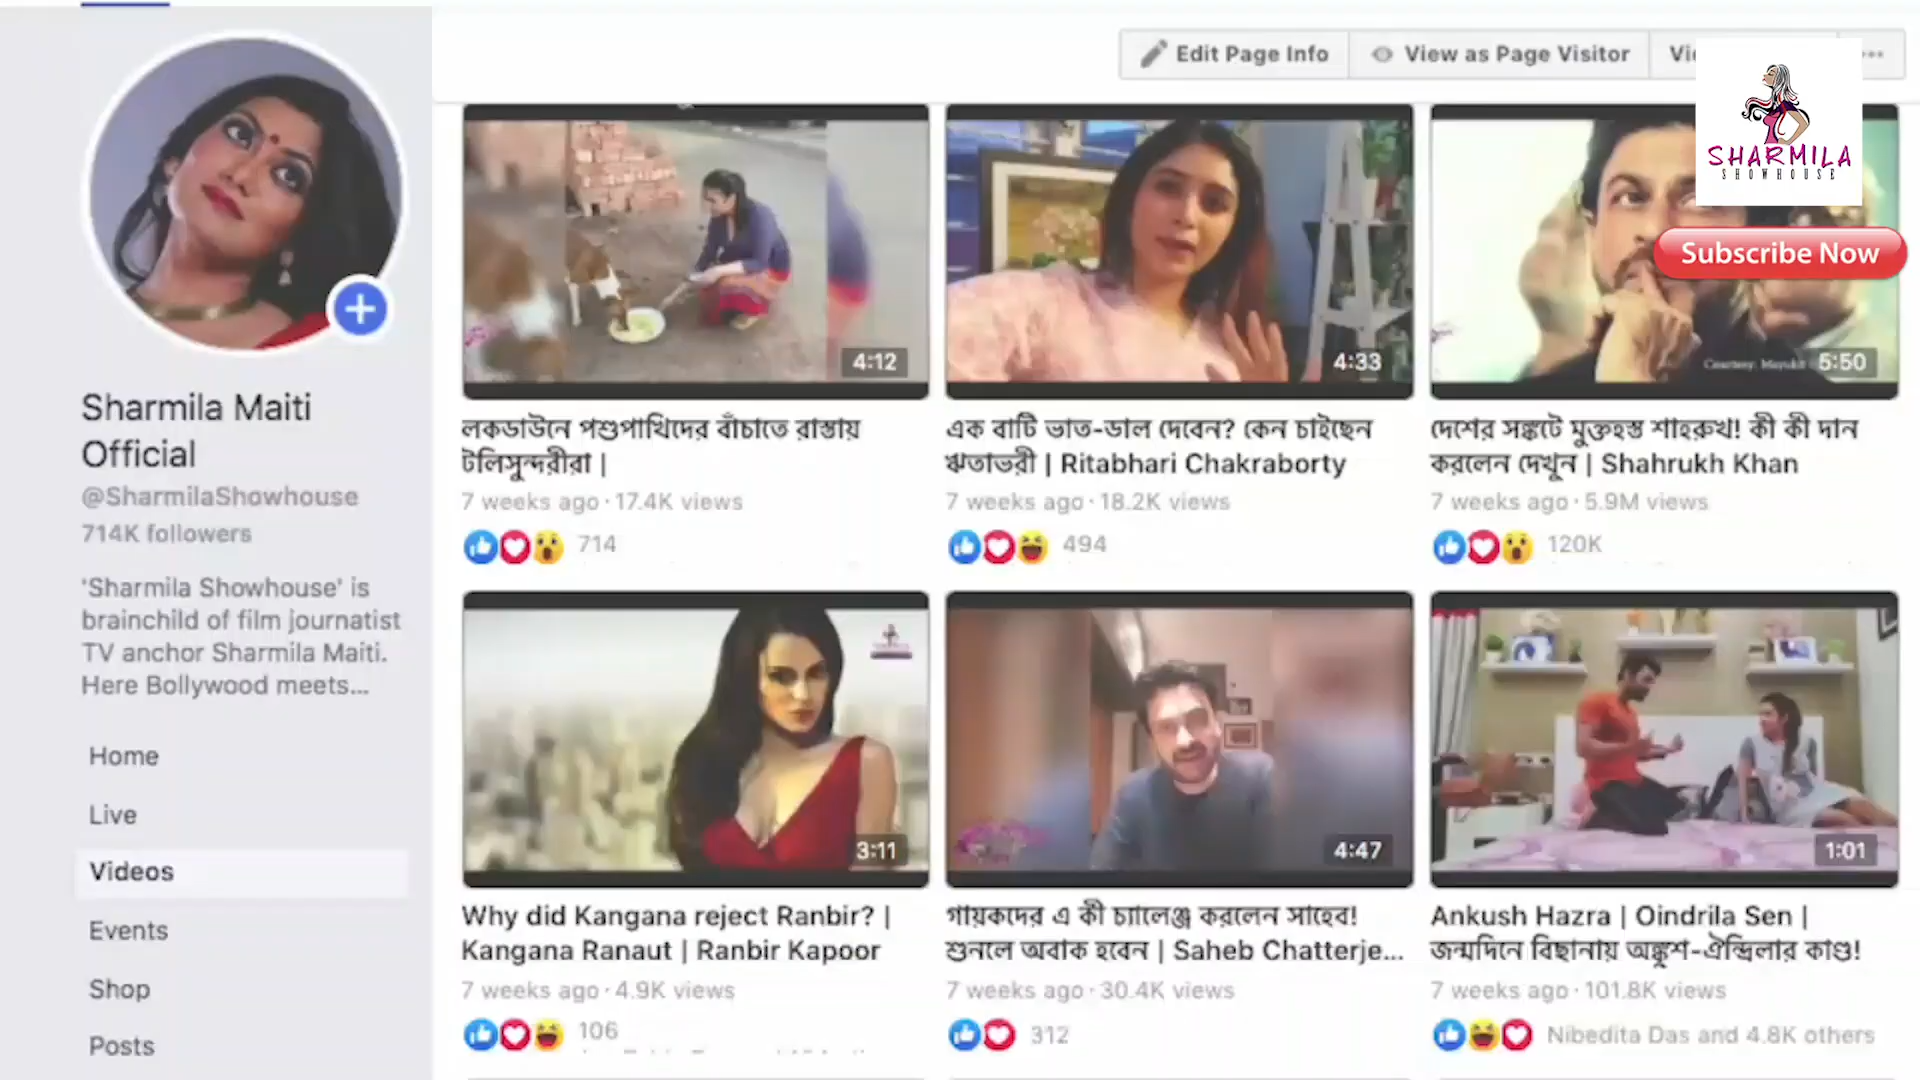 Edit Page Info
View as Page Visitor
SHARMILA
SHOWHOUSE
Subscribe Now
Sharmila Maiti
Official
@SharmilaShowhouse
714K followers
'Sharmila Showhouse' is
brainchild of film journatist
TV anchor Sharmila Maiti.
Here Bollywood meets...
Home
Live
Videos
Events
Shop
Posts
4:12
লকডাউনে পশুপাখিদের বাঁচাতে রাস্তায়
টলিসুন্দরীরা |
7 weeks ago · 17.4K views
714
4:33
এক বাটি ভাত-ডাল দেবেন? কেন চাইছেন
ঋতাভরী | Ritabhari Chakraborty
7 weeks ago · 18.2K views
494
Courtesy:
5:50
দেশের সঙ্কটে মুক্তহস্ত শাহরুখ! কী কী দান
করলেন দেখুন | Shahrukh Khan
7 weeks ago · 5.9M views
120K
3:11
Why did Kangana reject Ranbir? |
Kangana Ranaut | Ranbir Kapoor
7 weeks ago · 4.9K views
106
4:47
গায়কদের এ কী চ্যালেঞ্জ করলেন সাহেব!
শুনলে অবাক হবেন | Saheb Chatterje...
7 weeks ago · 30.4K views
312
1:01
Ankush Hazra | Oindrila Sen |
জন্মদিনে বিছানায় অঙ্কুশ-ঐন্দ্রিলার কাণ্ড!
7 weeks ago · 101.8K views
Nibedita Das and 4.8K others